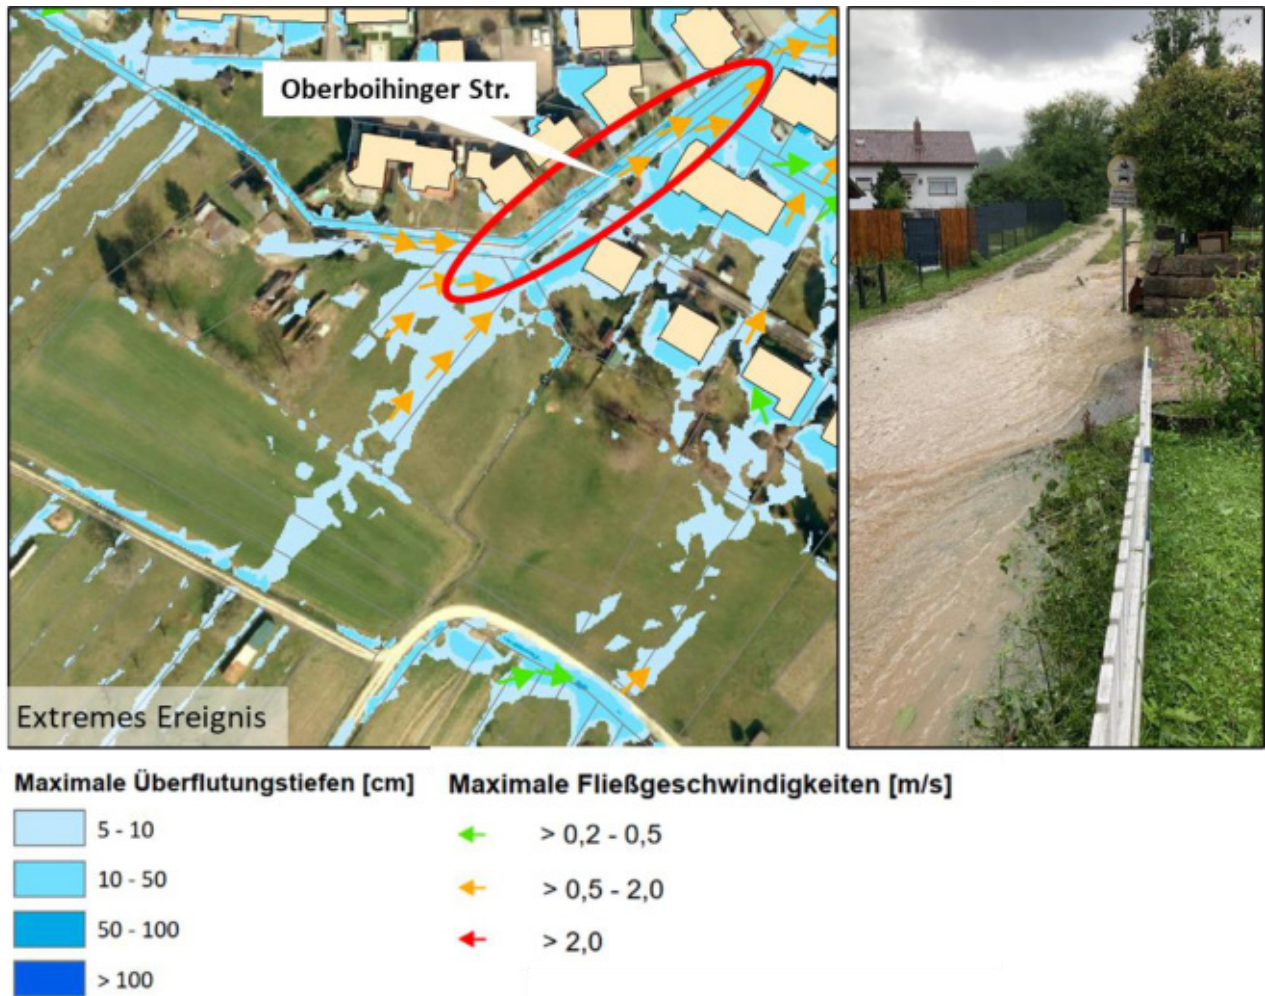 Oberboihinger Str.
Extremes Ereignis
Maximale Überflutungstiefen [cm]
5 - 10
10 - 50
50 - 100
> 100
Maximale Fließgeschwindigkeiten [m/s]
> 0,2 - 0,5
> 0,5 - 2,0
> 2,0